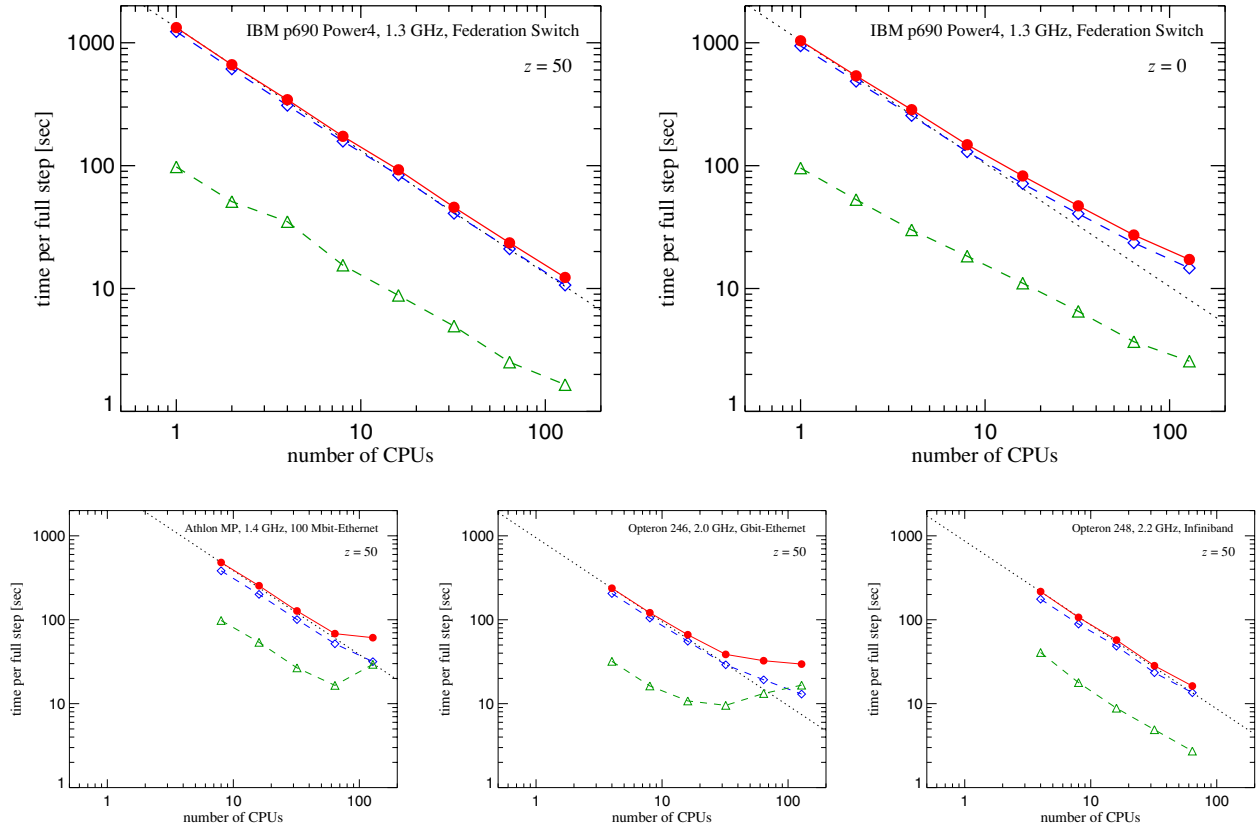 IBM p690 Power4, 1.3 GHz, Federation Switch
z = 50
1000
100
10
1
time per full step [sec]
1 10 100
number of CPUs
IBM p690 Power4, 1.3 GHz, Federation Switch
z = 0
1000
100
10
1
time per full step [sec]
1 10 100
number of CPUs
Athlon MP, 1.4 GHz, 100 Mbit-Ethernet
z = 50
1000
100
10
1
time per full step [sec]
1 10 100
number of CPUs
Opteron 246, 2.0 GHz, Gbit-Ethernet
z = 50
1000
100
10
1
time per full step [sec]
1 10 100
number of CPUs
Opteron 248, 2.2 GHz, Infiniband
z = 50
1000
100
10
1
time per full step [sec]
1 10 100
number of CPUs